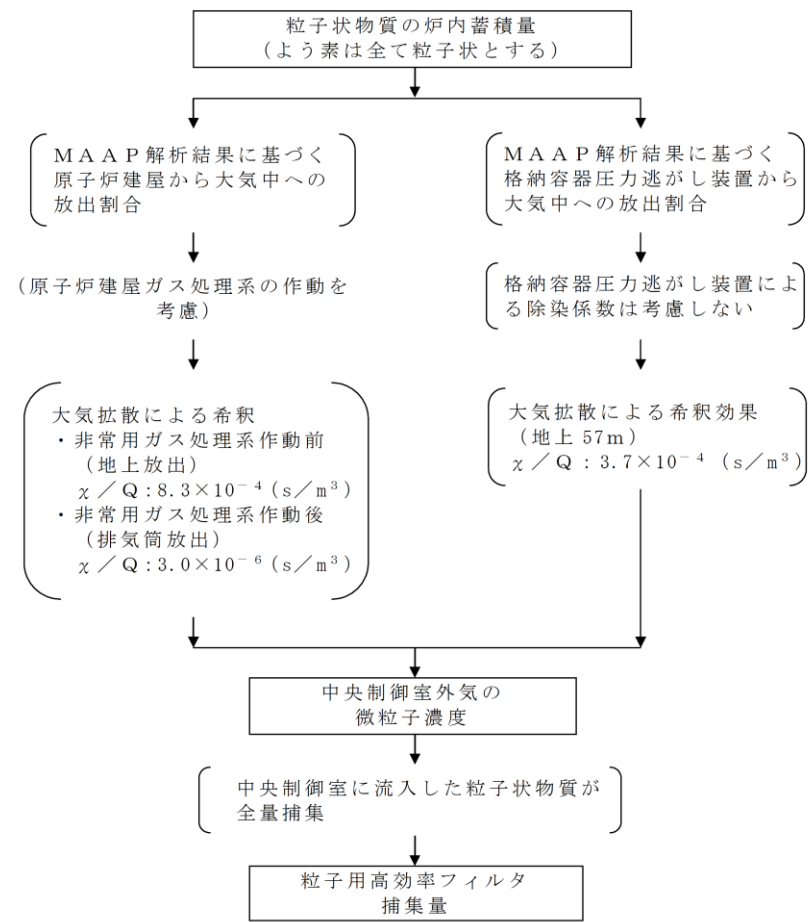 粒子状物質の炉内蓄積量
(よう素は全て粒子状とする)
ＭＡＡＰ解析結果に基づく
原子炉建屋から大気中への
放出割合
(原子炉建屋ガス処理系の作動を
考慮)
大気拡散による希釈
・非常用ガス処理系作動前
(地上放出)
χ／Q:8.3×10⁻⁴(s／m³)
・非常用ガス処理系作動後
(排気筒放出)
χ／Q:3.0×10⁻⁶(s／m³)
ＭＡＡＰ解析結果に基づく
格納容器圧力逃がし装置から
大気中への放出割合
格納容器圧力逃がし装置によ
る除染係数は考慮しない
大気拡散による希釈効果
(地上 57m)
χ／Q:3.7×10⁻⁴ (s／m³)
中央制御室外気の
微粒子濃度
中央制御室に流入した粒子状物質が
全量捕集
粒子用高効率フィルタ
捕集量